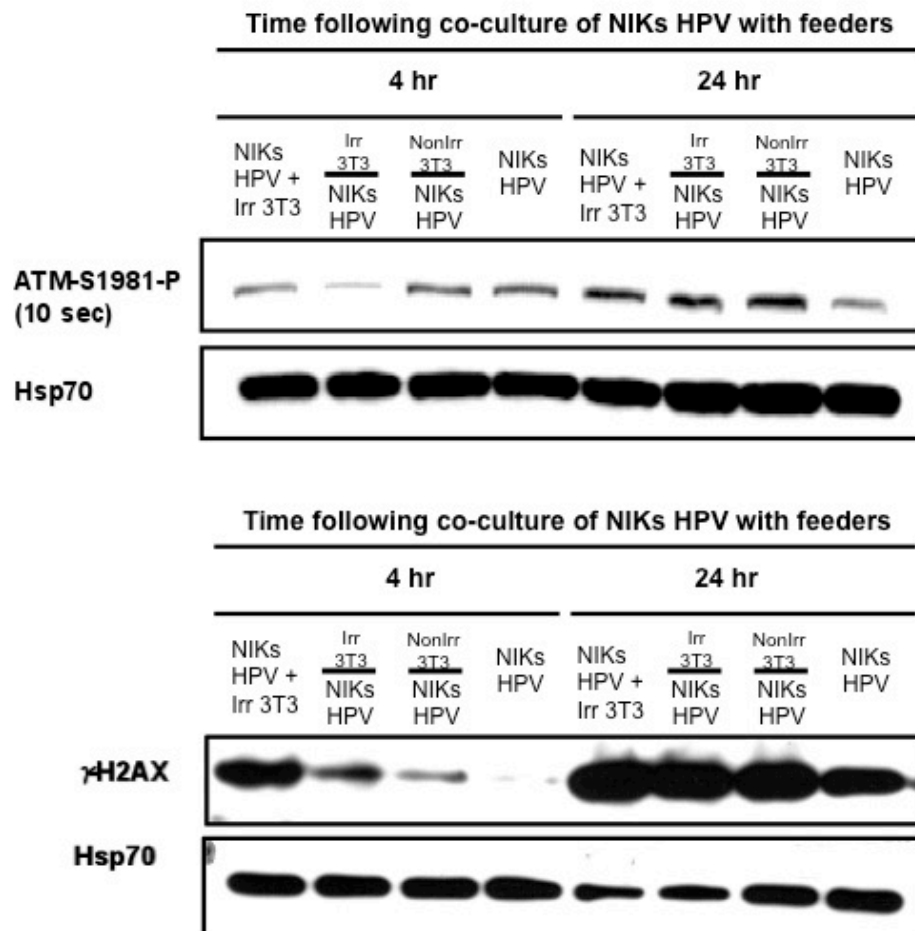 Time following co-culture of NIKs HPV with feeders
4 hr 24 hr
NIKs HPV + Irr 3T3
Irr 3T3 NIKs HPV
NonIrr 3T3 NIKs HPV
NIKs HPV
NIKs HPV + Irr 3T3
Irr 3T3 NIKs HPV
NonIrr 3T3 NIKs HPV
NIKs HPV
ATM-S1981-P
(10 sec)
Hsp70
Time following co-culture of NIKs HPV with feeders
4 hr 24 hr
NIKs HPV + Irr 3T3
Irr 3T3 NIKs HPV
NonIrr 3T3 NIKs HPV
NIKs HPV
NIKs HPV + Irr 3T3
Irr 3T3 NIKs HPV
NonIrr 3T3 NIKs HPV
NIKs HPV
γH2AX
Hsp70